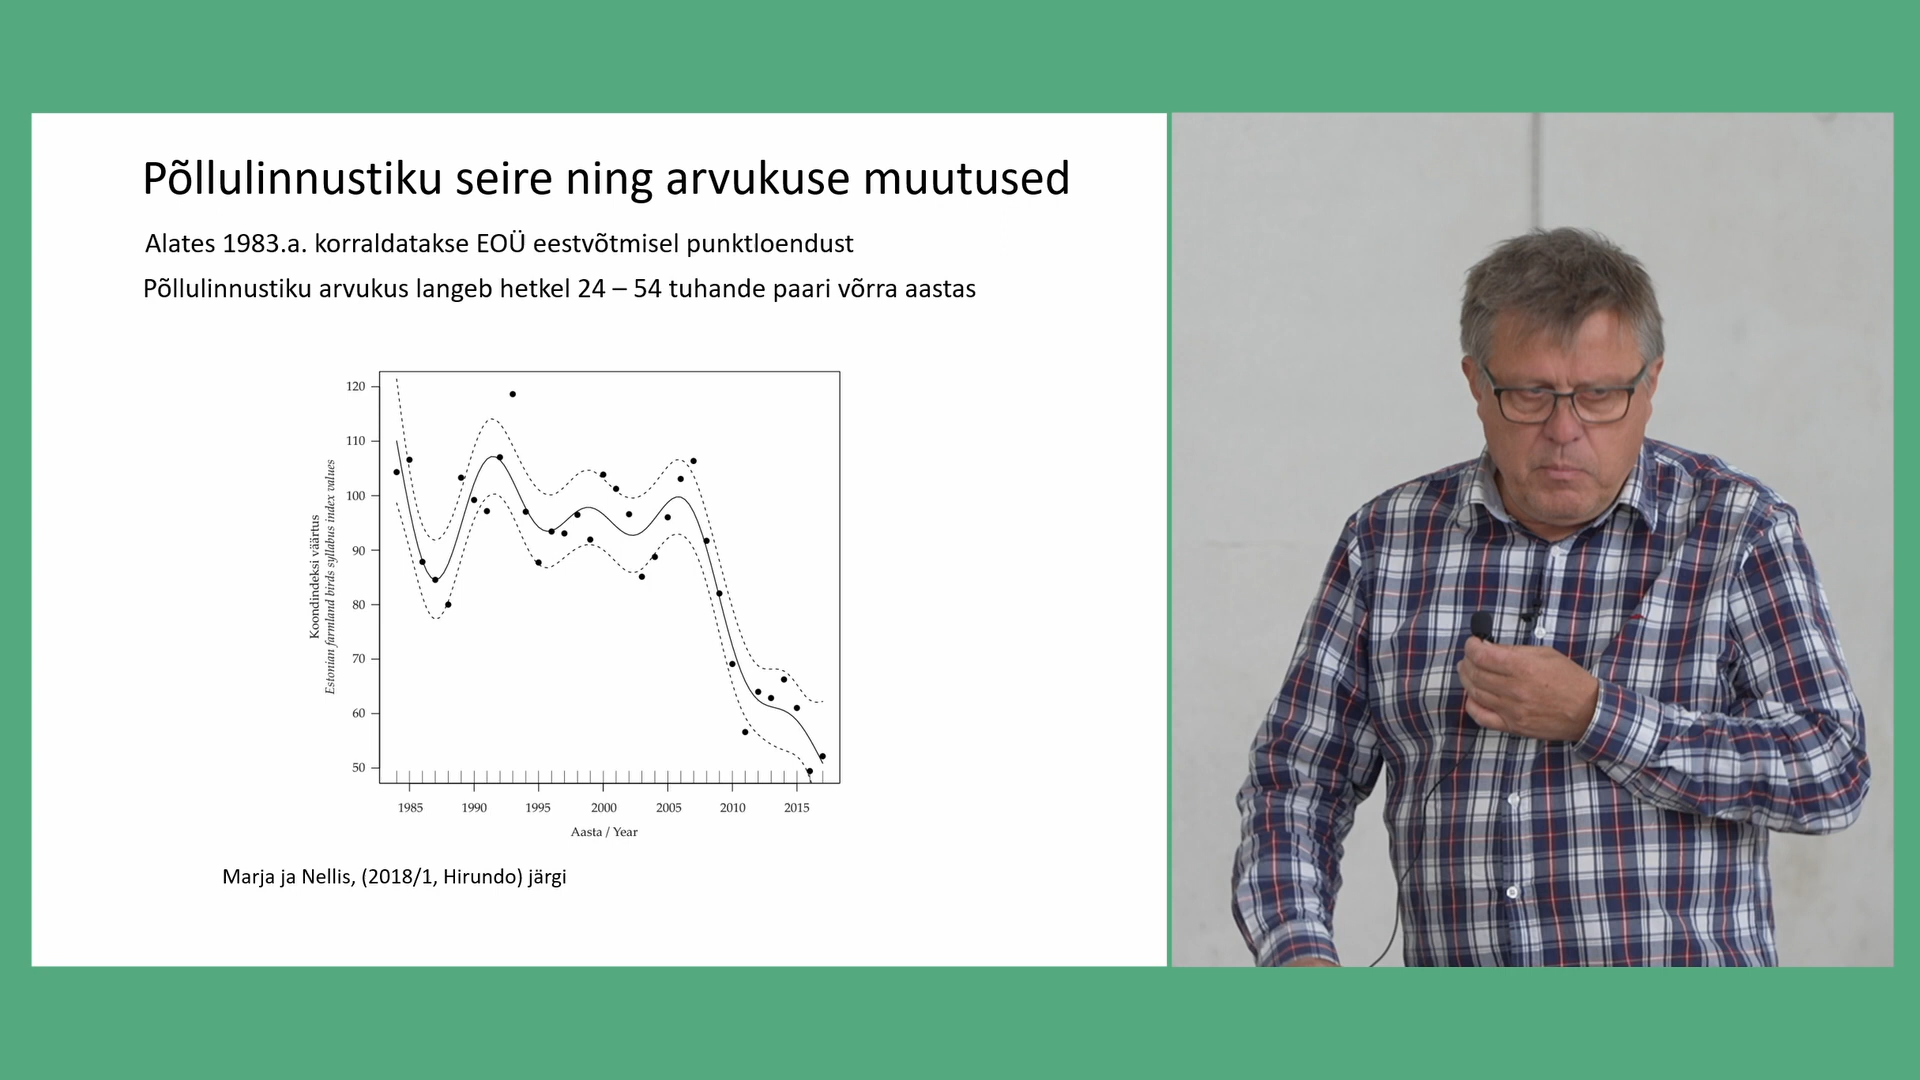 Põllulinnustiku seire ning arvukuse muutused
Alates 1983.a. korraldatakse EOÜ eestvõtmisel punktloendust
Põllulinnustiku arvukus langeb hetkel 24 – 54 tuhande paari võrra aastas
Koondindeksi väärtus
Estonian farmland birds syllabus index values
120
110
100
90
80
70
60
50
1985 1990 1995 2000 2005 2010 2015
Aasta / Year
Marja ja Nellis, (2018/1, Hirundo) järgi